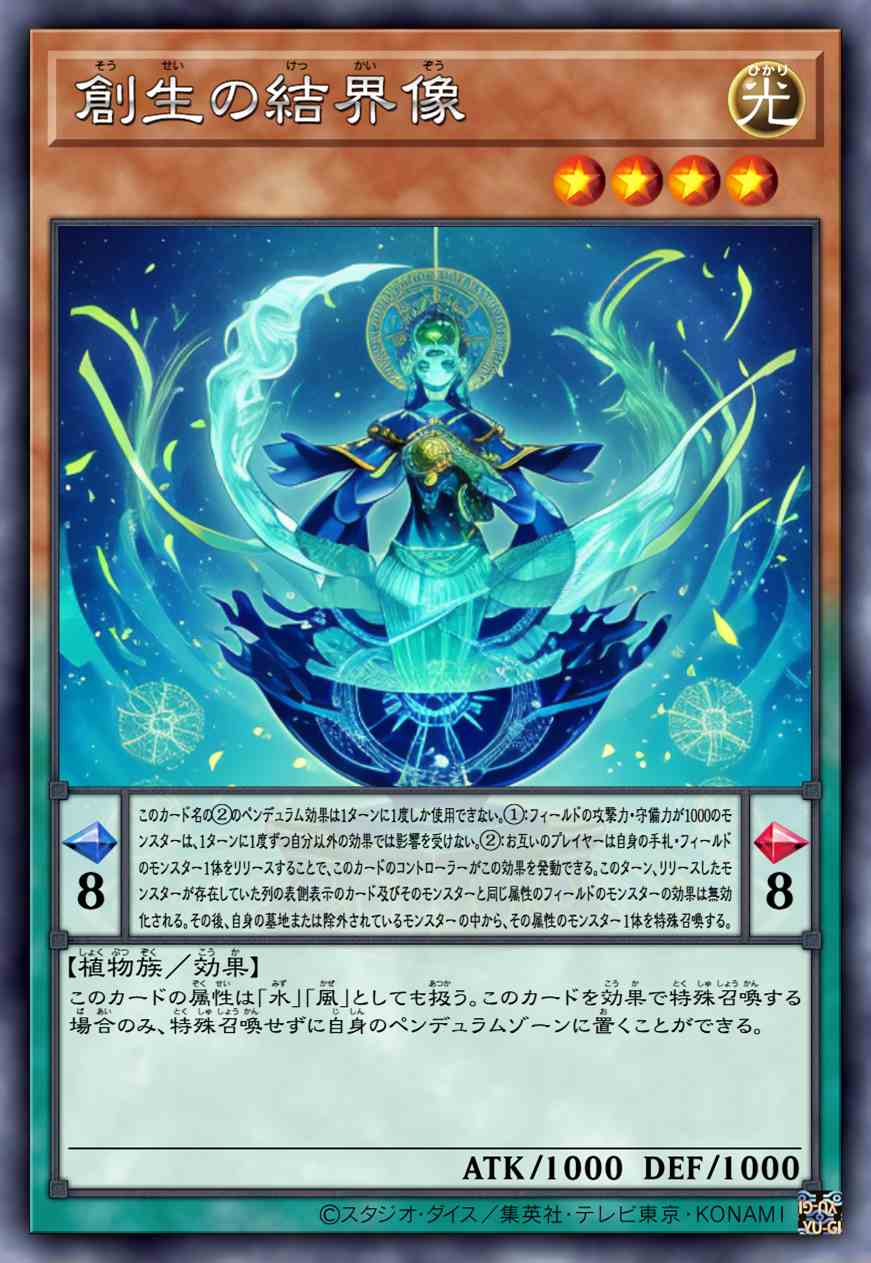 創生の結界像
光
8
8
このカード名の②のペンデュラム効果は1ターンに1度しか使用できない。①:フィールドの攻撃力・守備力が1000のモ
ンスターは、1ターンに1度ずつ自分以外の効果では影響を受けない。②:お互いのプレイヤーは自身の手札・フィールド
のモンスター1体をリリースすることで、このカードのコントローラーがこの効果を発動できる。このターン、リリースしたモ
ンスターが存在していた列の表側表示のカード及びそのモンスターと同じ属性のフィールドのモンスターの効果は無効
化される。その後、自身の墓地または除外されているモンスターの中から、その属性のモンスター1体を特殊召喚する。
【植物族／効果】
このカードの属性は「水」「風」としても扱う。このカードを効果で特殊召喚する
場合のみ、特殊召喚せずに自身のペンデュラムゾーンに置くことができる。
ATK/1000 DEF/1000
©スタジオ・ダイス／集英社・テレビ東京・KONAMI
YU-GI